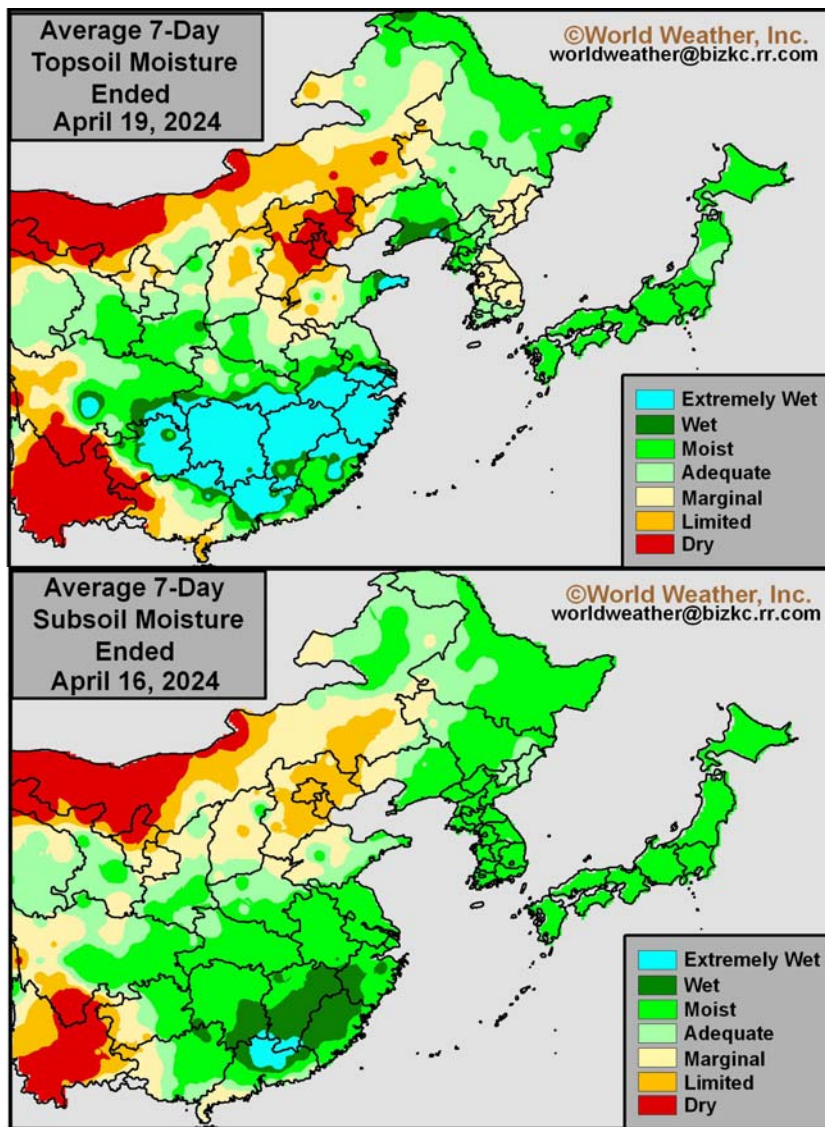 Average 7-Day
Topsoil Moisture
Ended
April 19, 2024
©World Weather, Inc.
worldweather@bizkc.rr.com
Extremely Wet
Wet
Moist
Adequate
Marginal
Limited
Dry
Average 7-Day
Subsoil Moisture
Ended
April 16, 2024
©World Weather, Inc.
worldweather@bizkc.rr.com
Extremely Wet
Wet
Moist
Adequate
Marginal
Limited
Dry